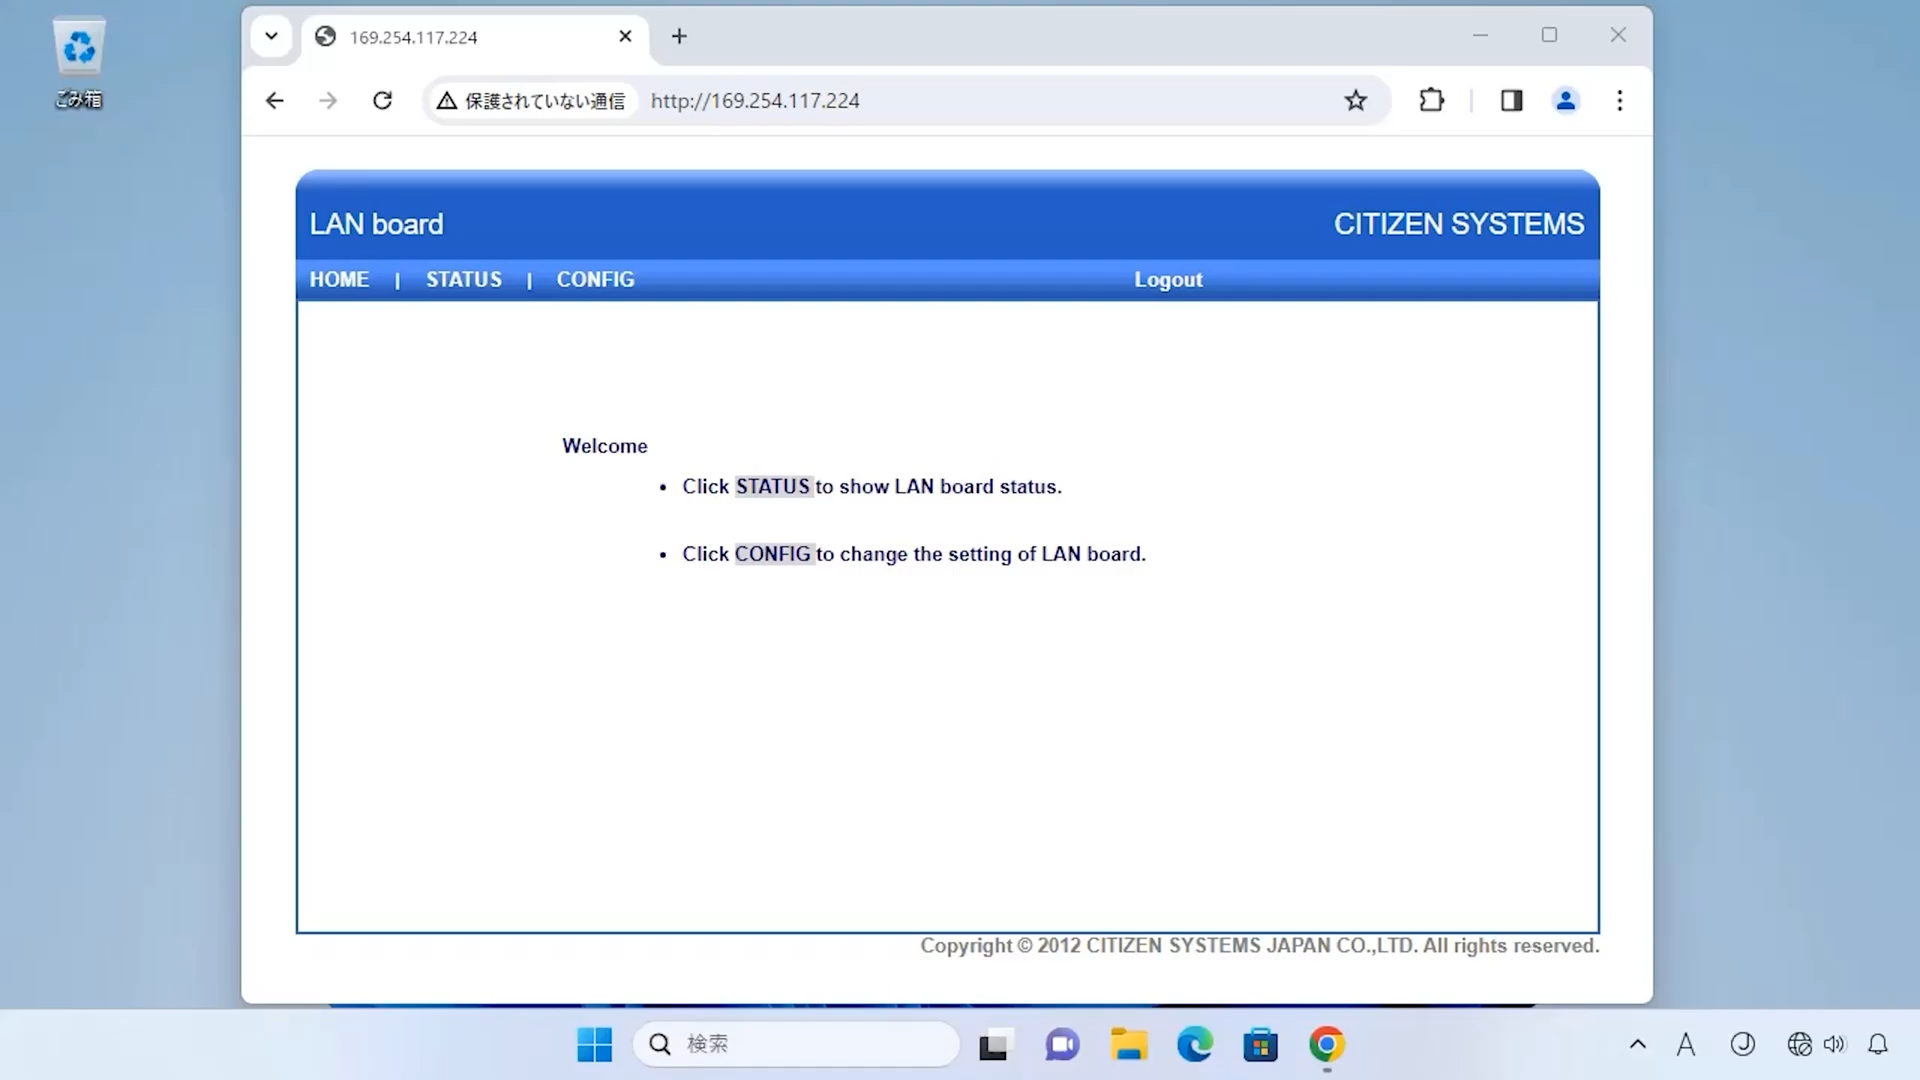 ごみ箱
169.254.117.224
保護されていない通信 http://169.254.117.224
LAN board
CITIZEN SYSTEMS
HOME | STATUS | CONFIG
Logout
Welcome
• Click STATUS to show LAN board status.
• Click CONFIG to change the setting of LAN board.
Copyright © 2012 CITIZEN SYSTEMS JAPAN CO.,LTD. All rights reserved.
検索
A